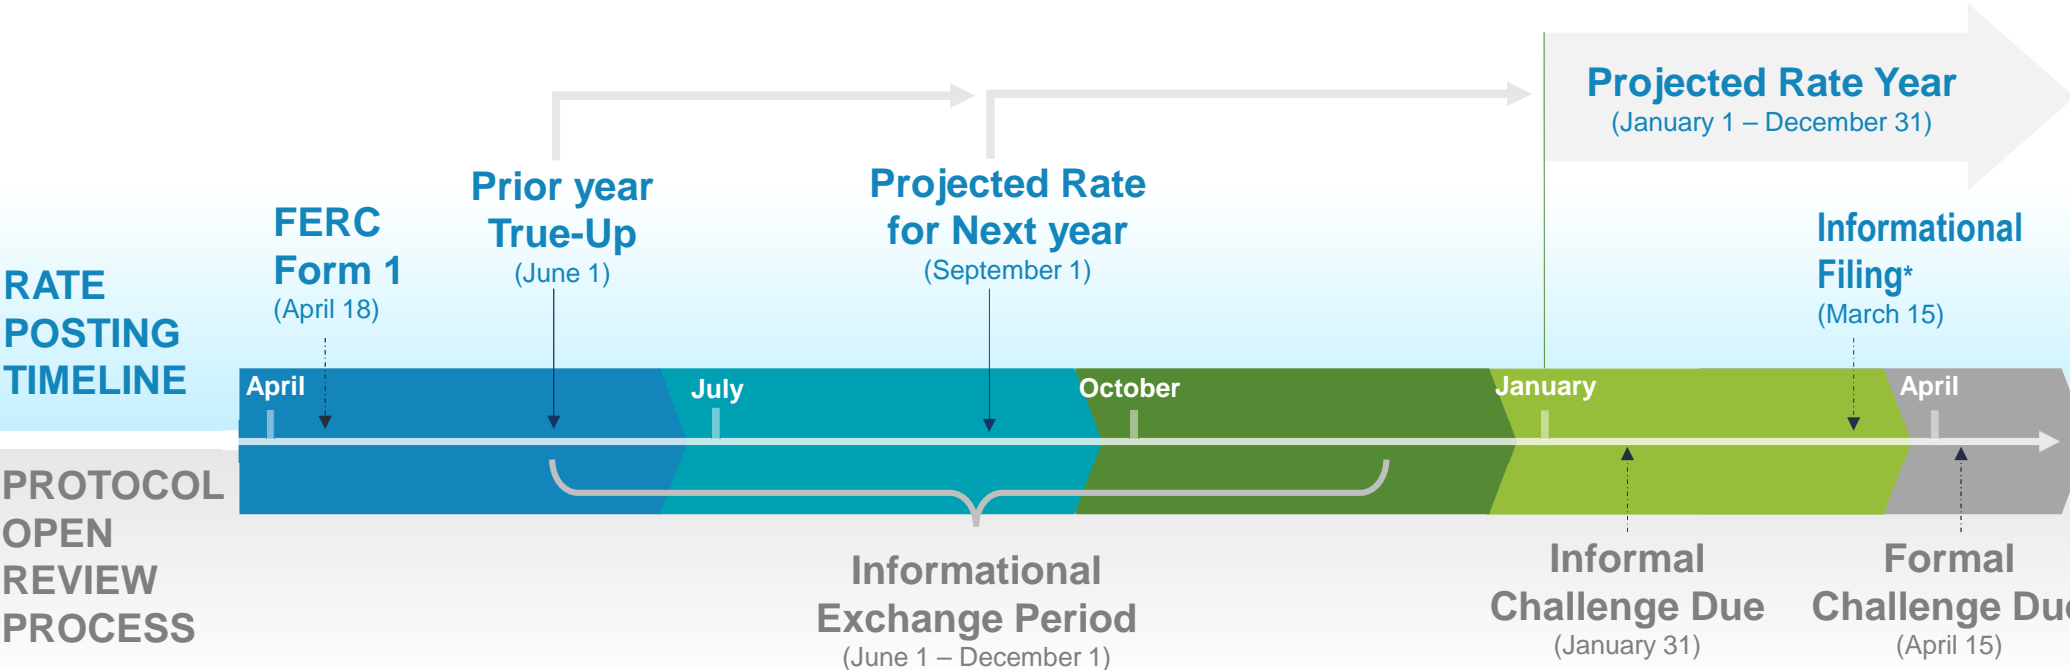 Projected Rate Year
(January 1 – December 31)
Prior year
True-Up
(June 1)
Projected Rate
for Next year
(September 1)
FERC
Form 1
(April 18)
Informational
Filing*
(March 15)
RATE
POSTING
TIMELINE
April
July
October
January
April
PROTOCOL
OPEN
REVIEW
PROCESS
Informational
Exchange Period
(June 1 – December 1)
Informal
Challenge Due
(January 31)
Formal
Challenge Due
(April 15)